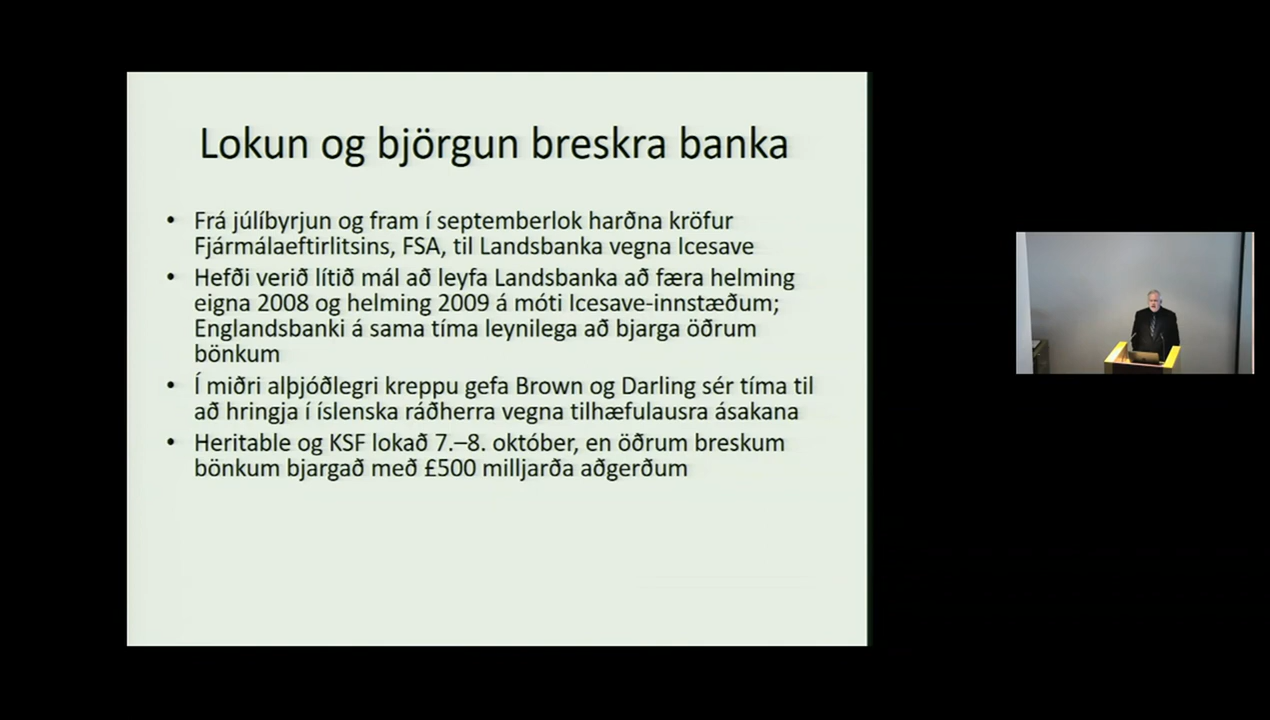 Lokun og björgun breskra banka
• Frá júlíbyrjun og fram í septemberlok harðna kröfur
Fjármálaeftirlitsins, FSA, til Landsbanka vegna Icesave
• Hefði verið lítið mál að leyfa Landsbanka að færa helming
eigna 2008 og helming 2009 á móti Icesave-innstæðum;
Englandsbanki á sama tíma leynilega að bjarga öðrum
bönkum
• Í miðri alþjóðlegri kreppu gefa Brown og Darling sér tíma til
að hringja í íslenska ráðherra vegna tilhæfulausra ásakana
• Heritable og KSF lokað 7.–8. október, en öðrum breskum
bönkum bjargað með £500 milljarða aðgerðum